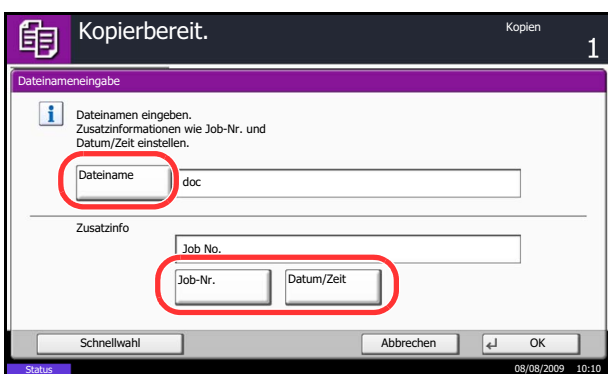 Kopierbereit.
Kopien
1
Dateinameneingabe
i
Dateinamen eingeben.
Zusatzinformationen wie Job-Nr. und
Datum/Zeit einstellen.
Dateiname
doc
Zusatzinfo
Job No.
Job-Nr. Datum/Zeit
Schnellwahl Abbrechen OK
Status 08/08/2009 10:10